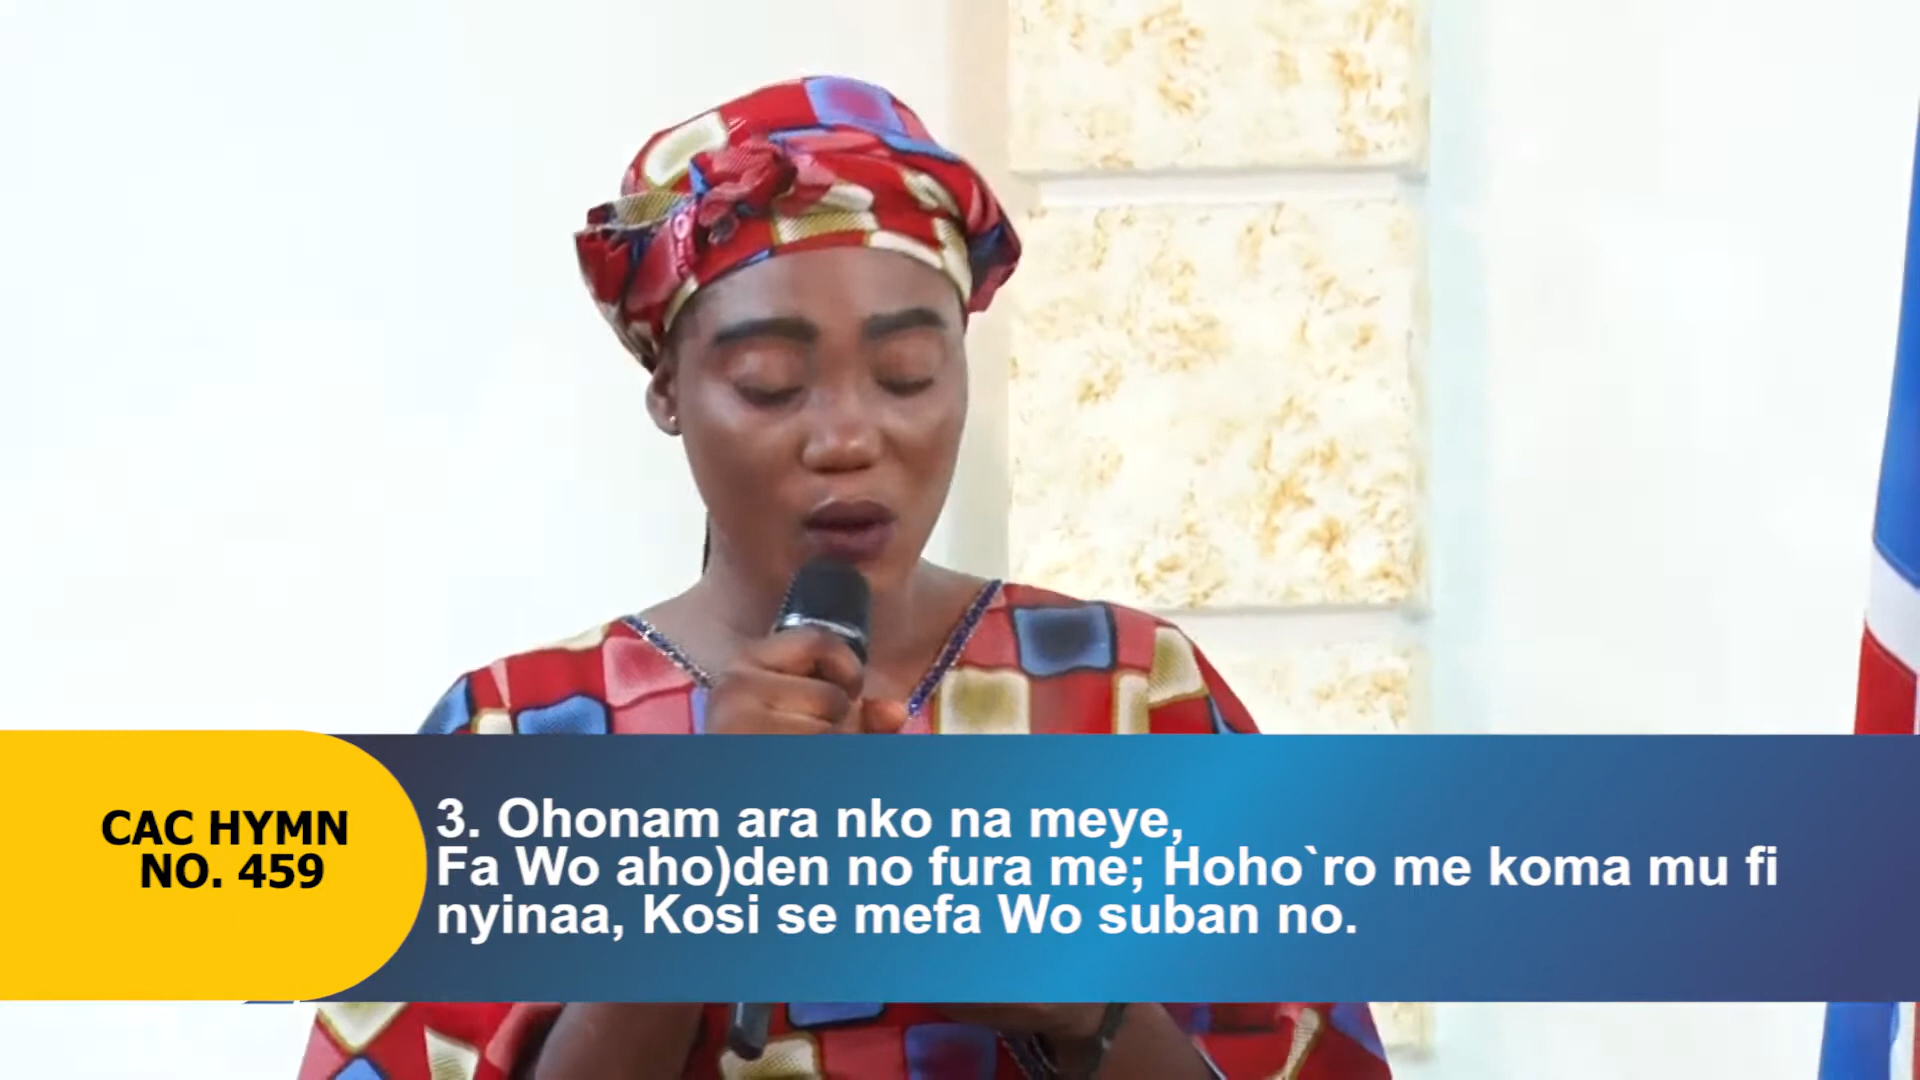 CAC HYMN
NO. 459
3. Ohonam ara nko na meye,
Fa Wo aho)den no fura me; Hoho`ro me koma mu fi
nyinaa, Kosi se mefa Wo suban no.